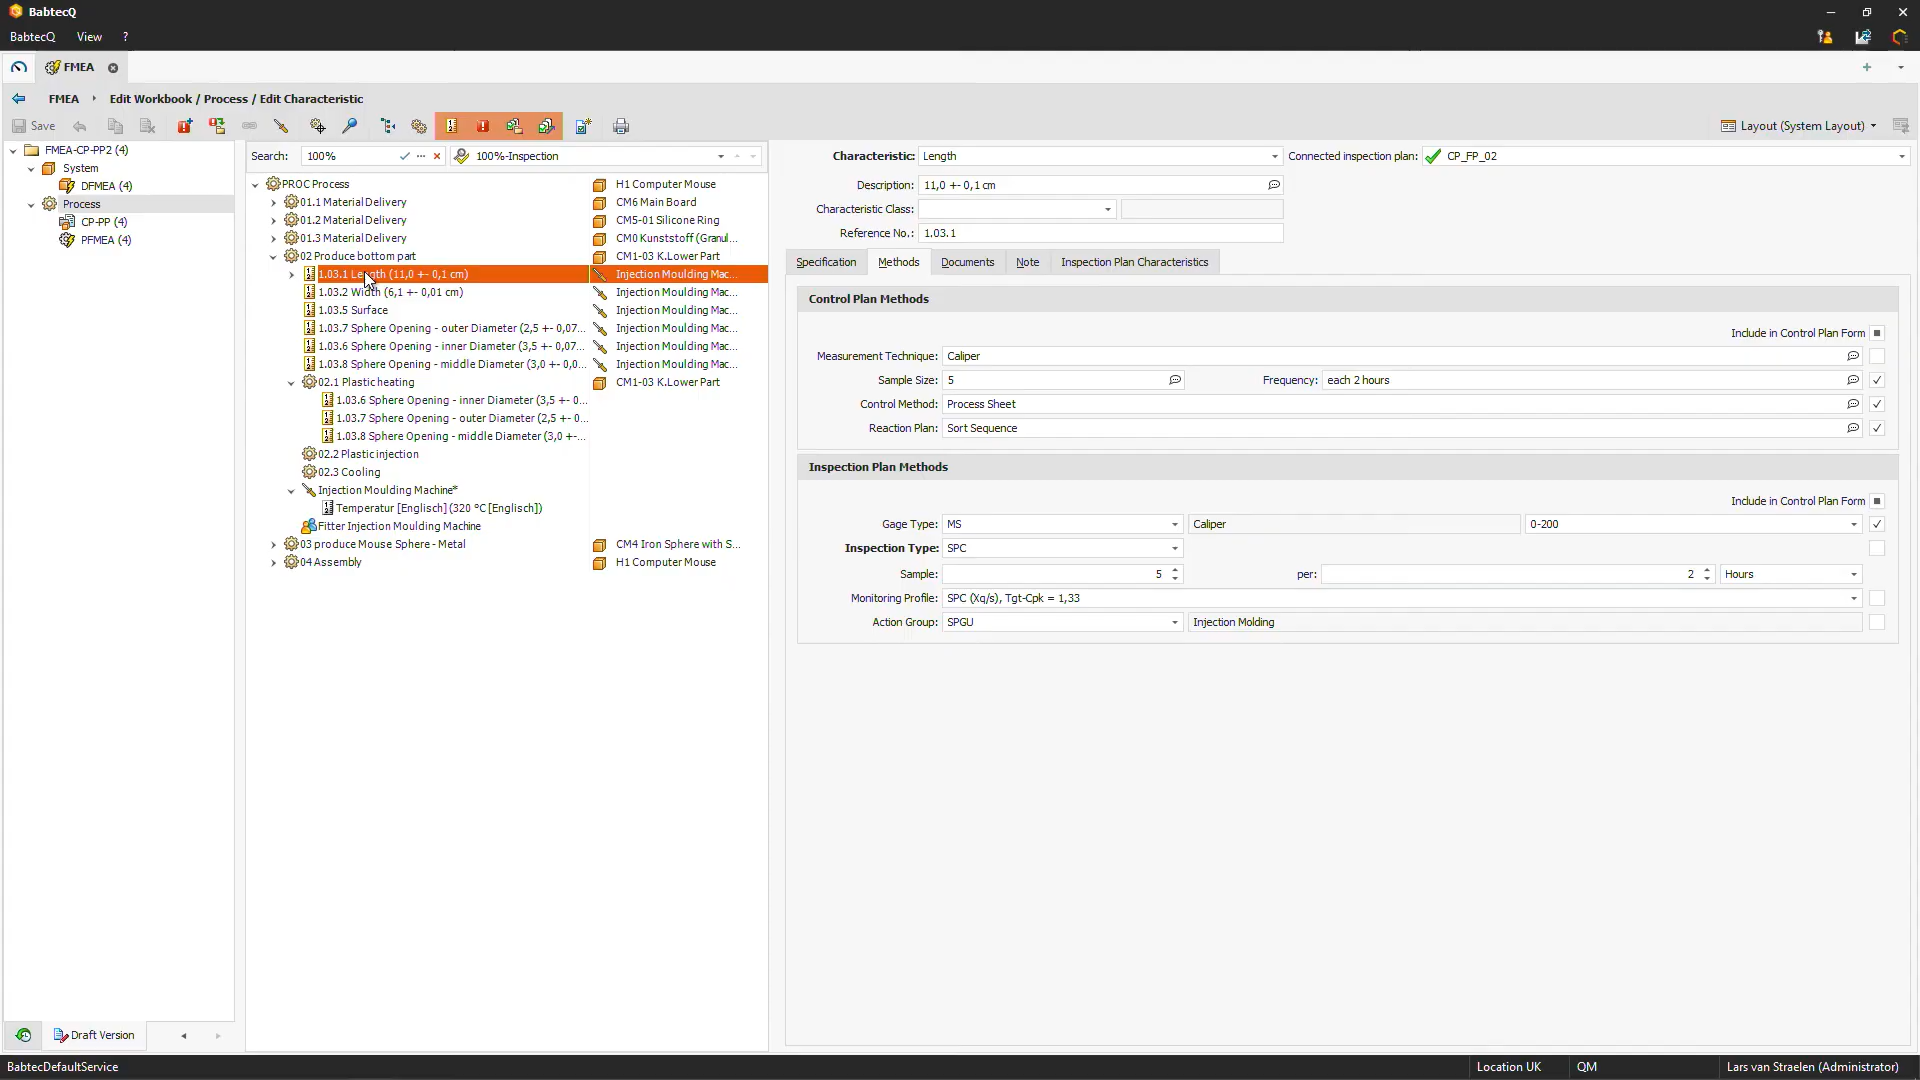 BabtecQ
BabtecQ View ?
FMEA
FMEA Edit Workbook / Process / Edit Characteristic
Save
Layout (System Layout)
FMEA-CP-PP2 (4)
System
DFMEA (4)
Process
CP-PP (4)
PFMEA (4)
Draft Version
Search: 100% 100%-Inspection
PROC Process H1 Computer Mouse
01.1 Material Delivery CM6 Main Board
01.2 Material Delivery CM5-01 Silicone Ring
01.3 Material Delivery CM0 Kunststoff (Granul...
02 Produce bottom part CM1-03 K.Lower Part
1.03.1 Length (11,0 +- 0,1 cm) Injection Moulding Mac...
1.03.2 Width (6,1 +- 0,01 cm) Injection Moulding Mac...
1.03.5 Surface Injection Moulding Mac...
1.03.7 Sphere Opening - outer Diameter (2,5 +- 0,07... Injection Moulding Mac...
1.03.6 Sphere Opening - inner Diameter (3,5 +- 0,07... Injection Moulding Mac...
1.03.8 Sphere Opening - middle Diameter (3,0 +- 0,0... Injection Moulding Mac...
02.1 Plastic heating CM1-03 K.Lower Part
1.03.6 Sphere Opening - inner Diameter (3,5 +- 0...
1.03.7 Sphere Opening - outer Diameter (2,5 +- 0...
1.03.8 Sphere Opening - middle Diameter (3,0 +-...
02.2 Plastic injection
02.3 Cooling
Injection Moulding Machine*
Temperatur [Englisch] (320 °C [Englisch])
Fitter Injection Moulding Machine
03 produce Mouse Sphere - Metal CM4 Iron Sphere with S...
04 Assembly H1 Computer Mouse
Characteristic: Length Connected inspection plan: CP_FP_02
Description: 11,0 +- 0,1 cm
Characteristic Class:
Reference No.: 1.03.1
Specification Methods Documents Note Inspection Plan Characteristics
Control Plan Methods
Include in Control Plan Form
Measurement Technique: Caliper
Sample Size: 5 Frequency: each 2 hours
Control Method: Process Sheet
Reaction Plan: Sort Sequence
Inspection Plan Methods
Include in Control Plan Form
Gage Type: MS Caliper 0-200
Inspection Type: SPC
Sample: 5 per: 2 Hours
Monitoring Profile: SPC (Xq/s), Tgt-Cpk = 1,33
Action Group: SPGU Injection Molding
BabtecDefaultService Location UK QM Lars van Straelen (Administrator)